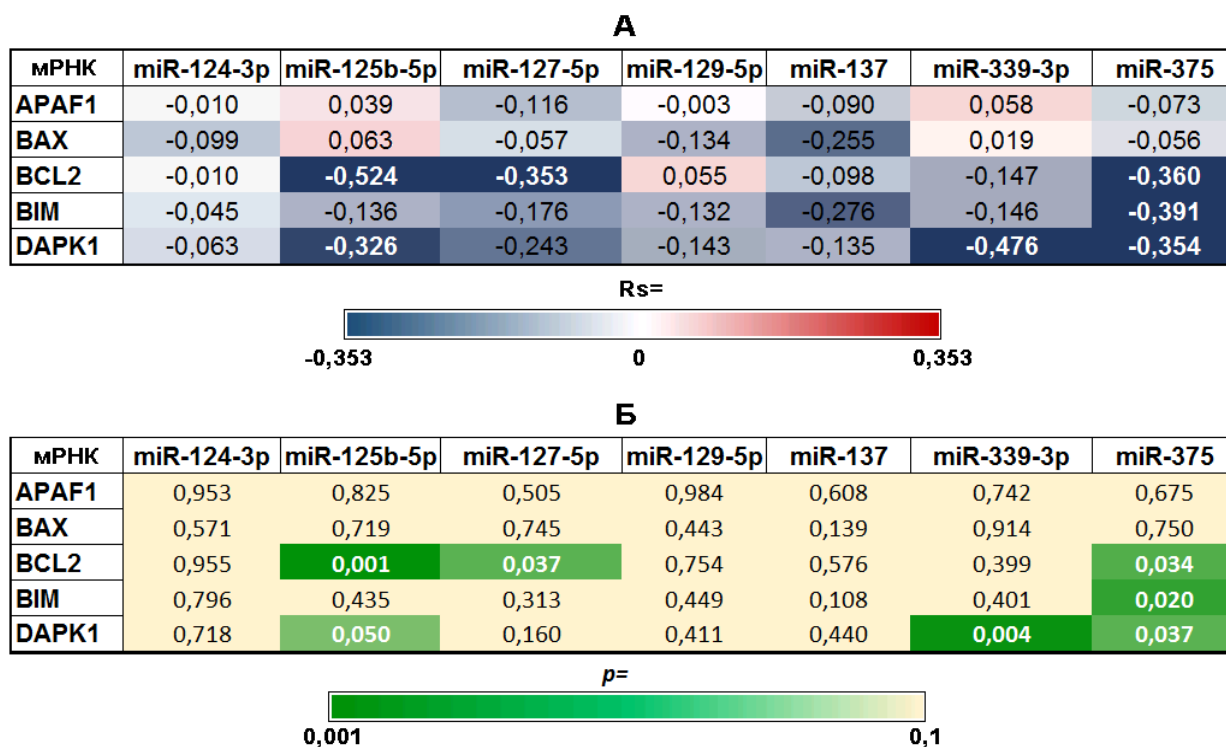 А
мРНК miR-124-3p miR-125b-5p miR-127-5p miR-129-5p miR-137 miR-339-3p miR-375
APAF1 -0,010 0,039 -0,116 -0,003 -0,090 0,058 -0,073
BAX -0,099 0,063 -0,057 -0,134 -0,255 0,019 -0,056
BCL2 -0,010 -0,524 -0,353 0,055 -0,098 -0,147 -0,360
BIM -0,045 -0,136 -0,176 -0,132 -0,276 -0,146 -0,391
DAPK1 -0,063 -0,326 -0,243 -0,143 -0,135 -0,476 -0,354
Rs=
-0,353 0 0,353
Б
мРНК miR-124-3p miR-125b-5p miR-127-5p miR-129-5p miR-137 miR-339-3p miR-375
APAF1 0,953 0,825 0,505 0,984 0,608 0,742 0,675
BAX 0,571 0,719 0,745 0,443 0,139 0,914 0,750
BCL2 0,955 0,001 0,037 0,754 0,576 0,399 0,034
BIM 0,796 0,435 0,313 0,449 0,108 0,401 0,020
DAPK1 0,718 0,050 0,160 0,411 0,440 0,004 0,037
p=
0,001 0,1